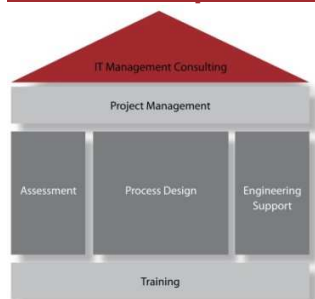 IT Management Consulting
Project Management
Assessment
Process Design
Engineering
Support
Training